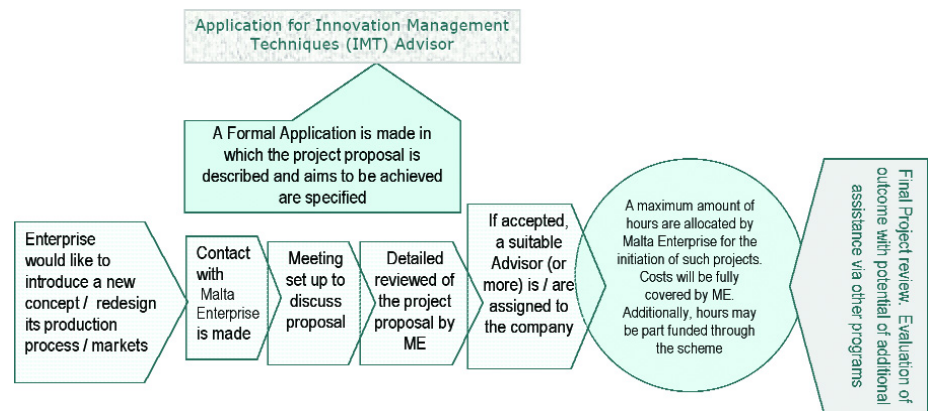 Application for Innovation Management
Techniques (IMT) Advisor
A Formal Application is made in
which the project proposal is
described and aims to be achieved
are specified
Enterprise
would like to
introduce a new
concept / redesign
its production
process / markets
Contact
with
Malta
Enterprise
is made
Meeting
set up to
discuss
proposal
Detailed
reviewed of
the project
proposal by
ME
If accepted,
a suitable
Advisor (or
more) is / are
assigned to
the company
A maximum amount of
hours are allocated by
Malta Enterprise for the
initiation of such projects.
Costs will be fully
covered by ME.
Additionally, hours may
be part funded through
the scheme
Final Project review. Evaluation of
outcome with potential of additional
assistance via other programs